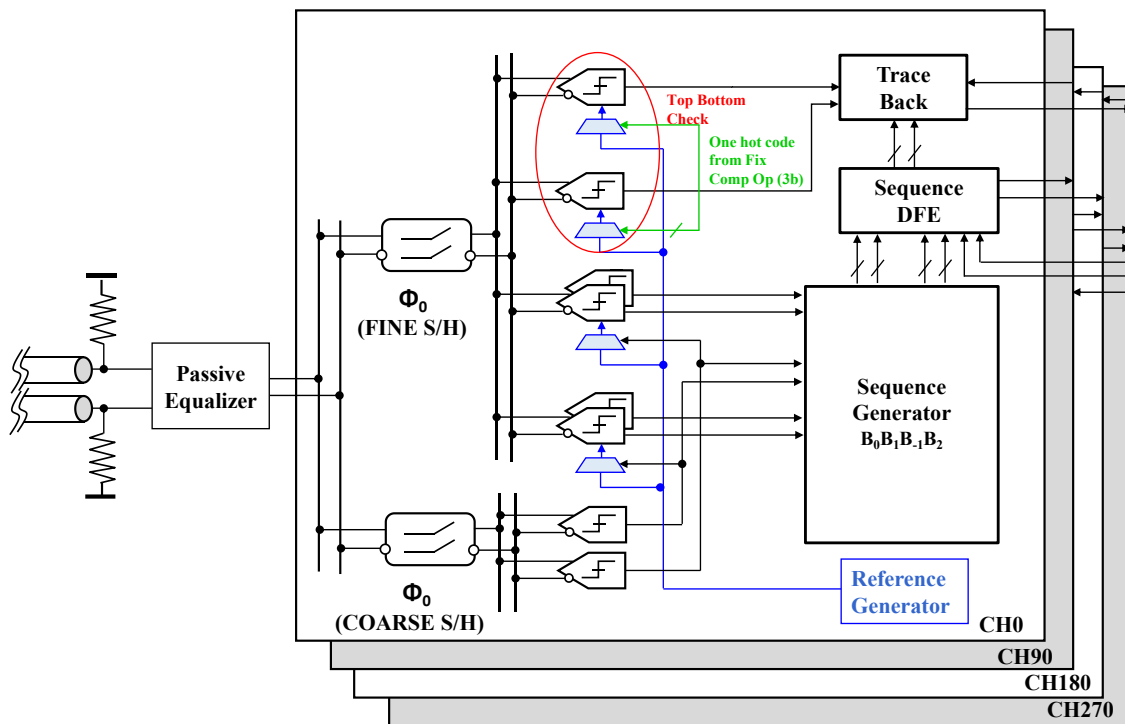 Trace
Back
Top Bottom
Check
One hot code
from Fix
Comp Op (3b)
Sequence
DFE
Φ0
(FINE S/H)
Passive
Equalizer
Sequence
Generator
B0B1B-1B2
Φ0
(COARSE S/H)
Reference
Generator
CH0
CH90
CH180
CH270